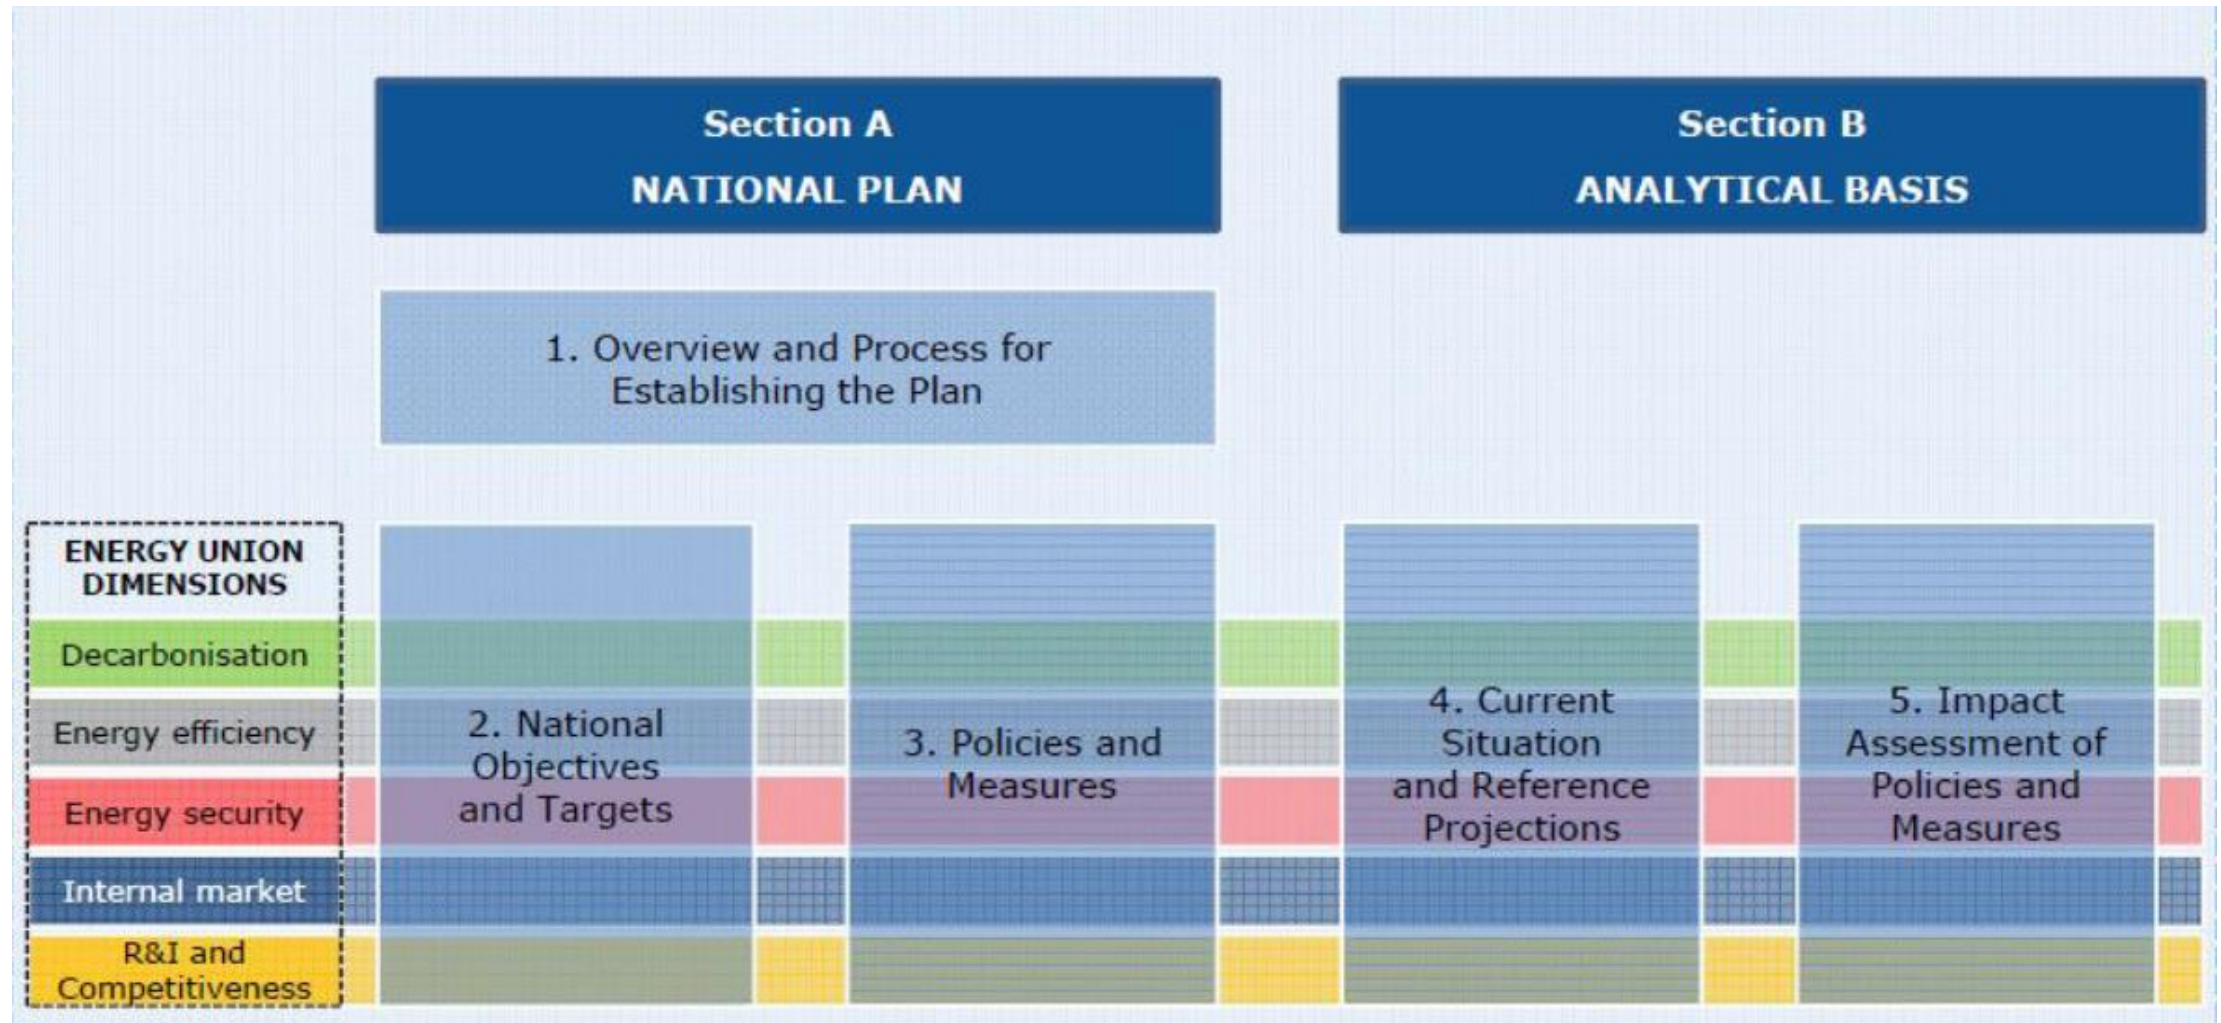 Section A
NATIONAL PLAN
Section B
ANALYTICAL BASIS
1. Overview and Process for
Establishing the Plan
ENERGY UNION
DIMENSIONS
Decarbonisation
Energy efficiency
Energy security
Internal market
R&I and
Competitiveness
2. National
Objectives
and Targets
3. Policies and
Measures
4. Current
Situation
and Reference
Projections
5. Impact
Assessment of
Policies and
Measures